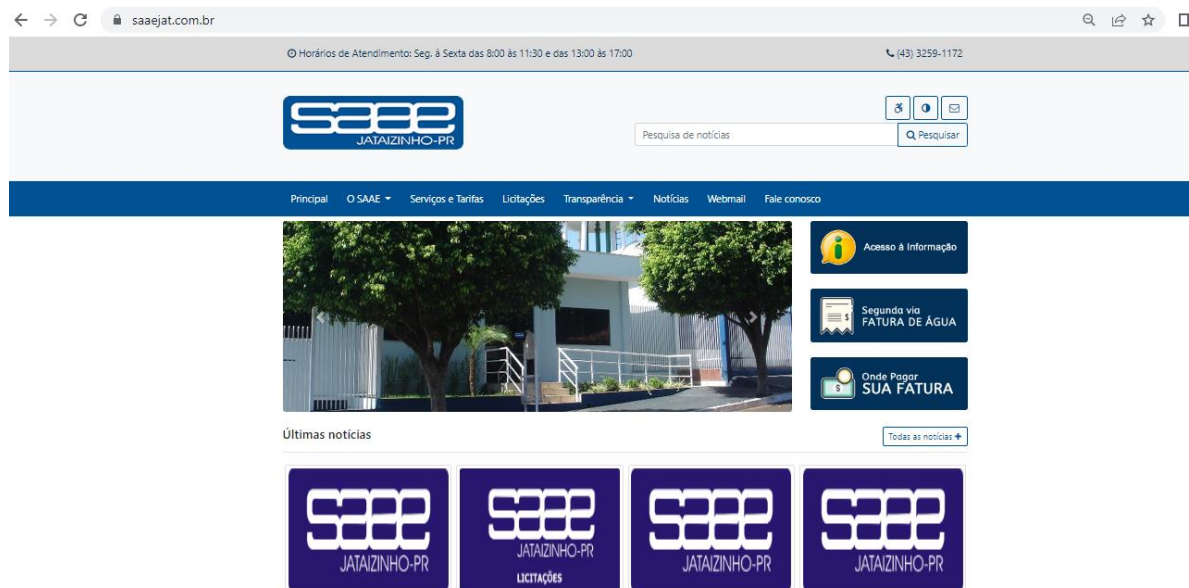 saaejat.com.br
Horários de Atendimento: Seg. à Sexta das 8:00 às 11:30 e das 13:00 às 17:00
(43) 3259-1172
saae
JATAIZINHO-PR
Pesquisa de notícias
Pesquisar
Principal O SAAE Serviços e Tarifas Licitações Transparência Notícias Webmail Fale conosco
Acesso à Informação
Segunda via
FATURA DE ÁGUA
Onde Pagar
SUA FATURA
Últimas notícias
Todas as notícias
saae
JATAIZINHO-PR
saae
JATAIZINHO-PR
LICITAÇÕES
saae
JATAIZINHO-PR
saae
JATAIZINHO-PR